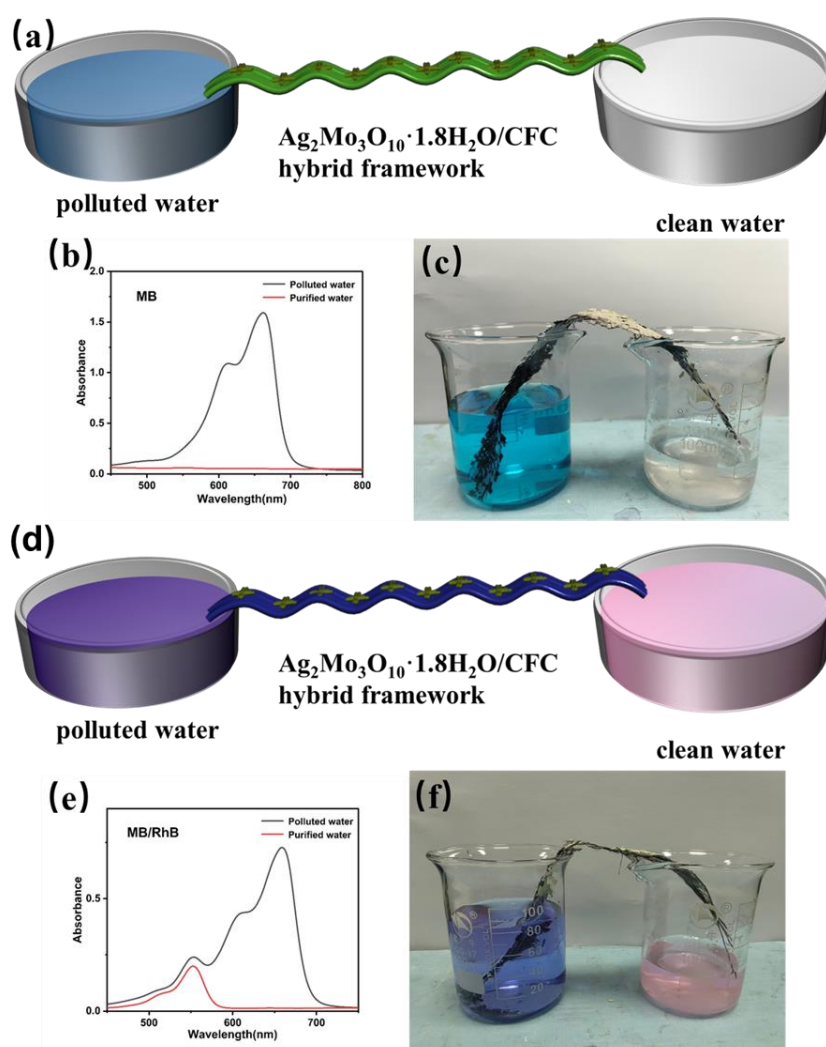 (a)
Ag₂Mo₃O₁₀·1.8H₂O/CFC
hybrid framework
polluted water
clean water
(b)
MB
Polluted water
Purified water
2.0
1.5
1.0
0.5
0.0
Absorbance
500
600
700
800
Wavelength(nm)
(c)
(d)
Ag₂Mo₃O₁₀·1.8H₂O/CFC
hybrid framework
polluted water
clean water
(e)
MB/RhB
Polluted water
Purified water
0.5
0.0
Absorbance
500
600
700
Wavelength(nm)
(f)
100
80
60
40
20